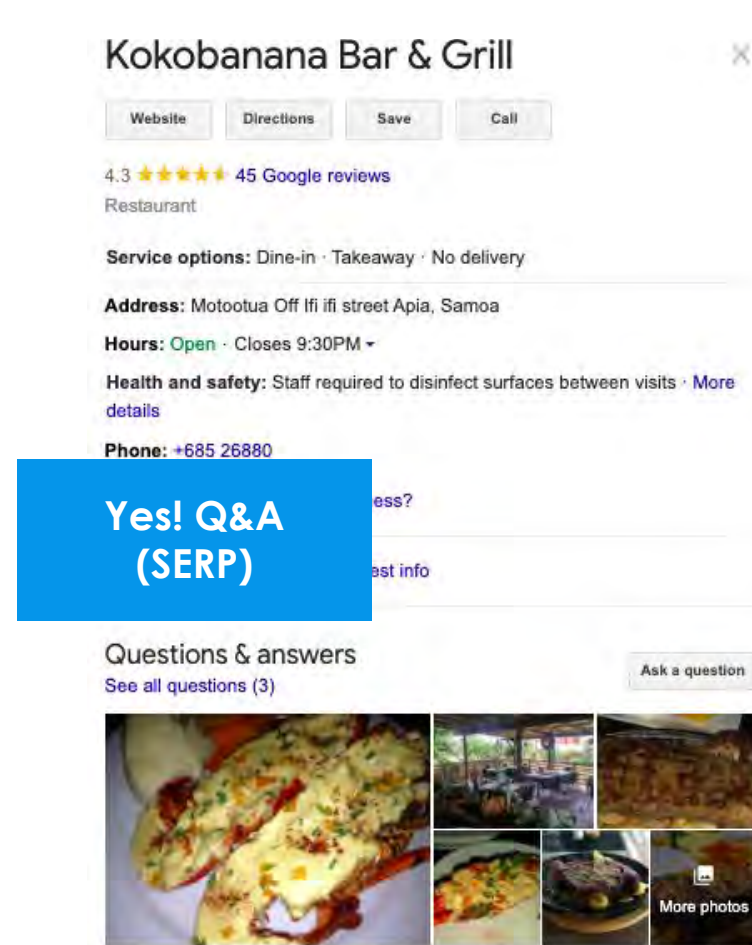 Kokobanana Bar & Grill
Website Directions Save Call
4.3 45 Google reviews
Restaurant
Service options: Dine-in · Takeaway · No delivery
Address: Motootua Off Ifi ifi street Apia, Samoa
Hours: Open · Closes 9:30PM
Health and safety: Staff required to disinfect surfaces between visits · More
details
Phone: +685 26880
ess?
Yes! Q&A
(SERP)
est info
Questions & answers
Ask a question
See all questions (3)
More photos